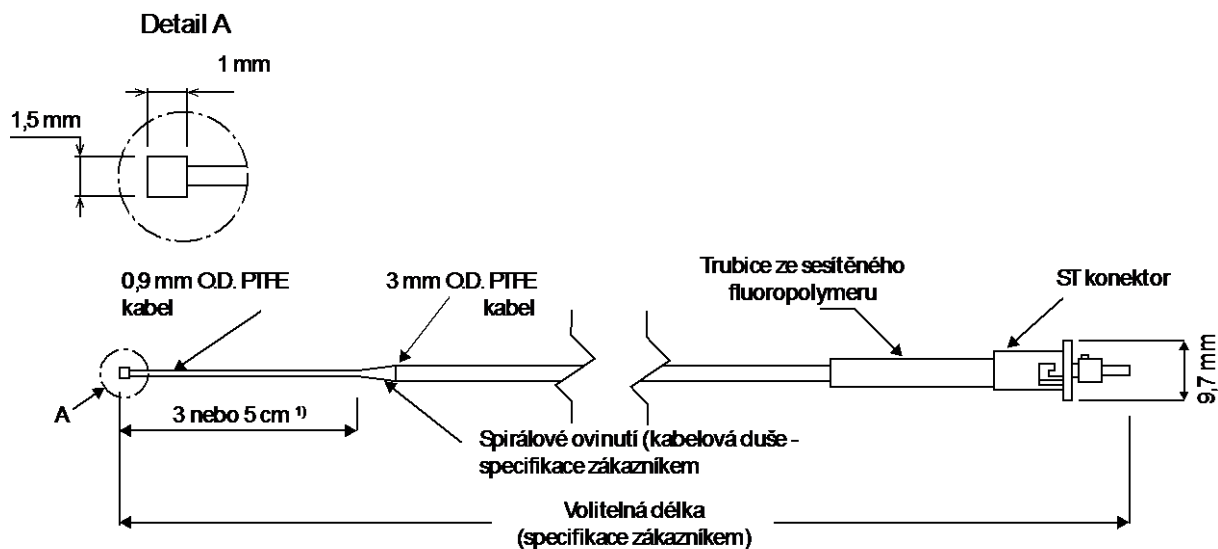 Detail A
1 mm
1,5 mm
0,9 mm O.D. PTFE
kabel
3 mm O.D. PTFE
kabel
Trubice ze sesítěného
fluoropolymeru
ST konektor
9,7 mm
A
3 nebo 5 cm ¹⁾
Spirálové ovinutí (kabelová duše -
specifikace zákazníkem
Volitelná délka
(specifikace zákazníkem)